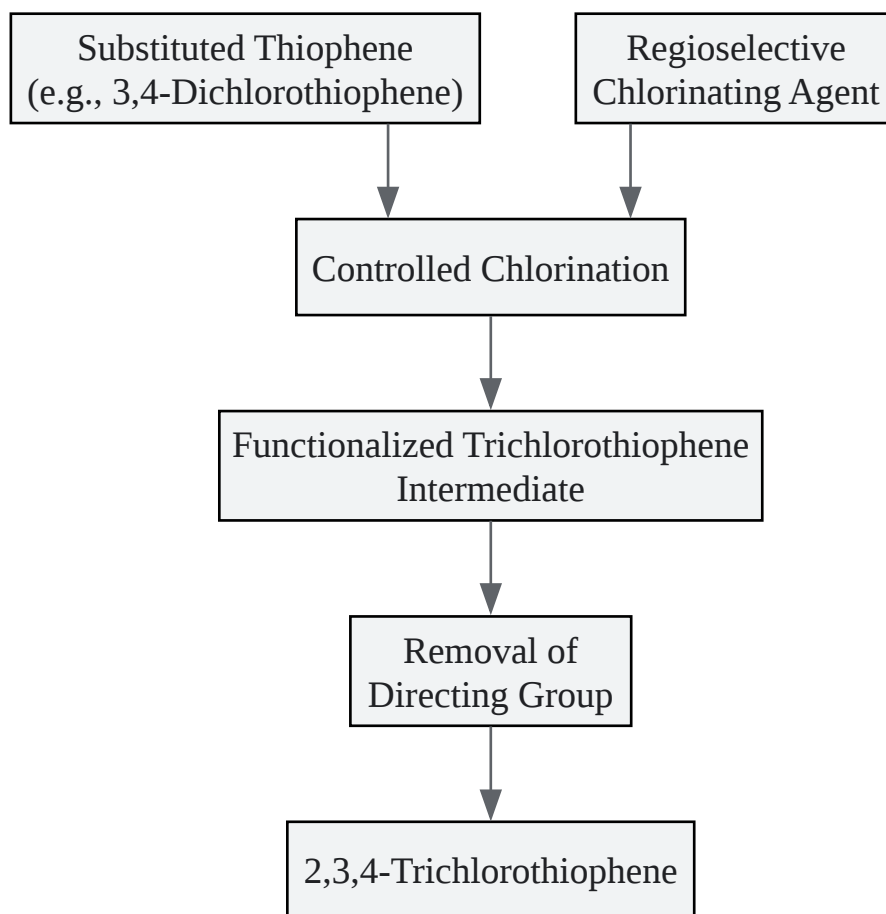 Substituted Thiophene
(e.g., 3,4-Dichlorothiophene)
Regioselective
Chlorinating Agent
Controlled Chlorination
Functionalized Trichlorothiophene
Intermediate
Removal of
Directing Group
2,3,4-Trichlorothiophene